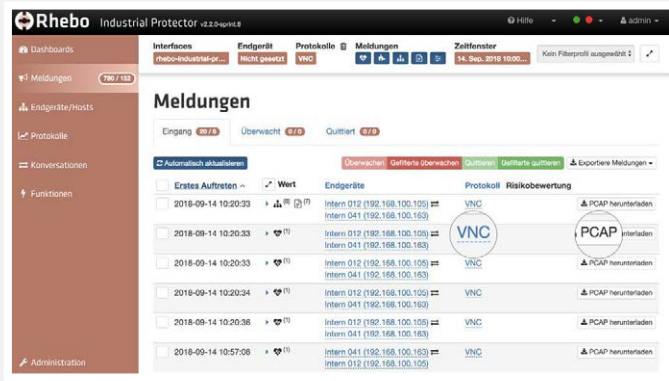 Rhebo Industrial Protector v2.2.0-sprint.8
Hilfe
admin
Dashboards
Meldungen 780 / 153
Endgeräte/Hosts
Protokolle
Konversationen
Funktionen
Administration
Interfaces Endgerät Protokolle Meldungen Zeitfenster
rhebo-industrial-pr... Nicht gesetzt VNC 14. Sep. 2018 10:00... Kein Filterprofil ausgewählt
Meldungen
Eingang 20 / 6 Überwacht 0 / 0 Quittiert 0 / 0
Automatisch aktualisieren Überwachen Gefilterte überwachen Quittieren Gefilterte quittieren Exportiere Meldungen
Erstes Auftreten Wert Endgeräte Protokoll Risikobewertung
2018-09-14 10:20:33 Intern 012 (192.168.100.105) VNC PCAP herunterladen
Intern 041 (192.168.100.163)
2018-09-14 10:20:33 (1) Intern 012 (192.168.100.105) VNC PCAP
Intern 041 (192.168.100.163)
2018-09-14 10:20:33 (1) Intern 012 (192.168.100.105) VNC PCAP herunterladen
Intern 041 (192.168.100.163)
2018-09-14 10:20:34 (1) Intern 012 (192.168.100.105) VNC PCAP herunterladen
Intern 041 (192.168.100.163)
2018-09-14 10:20:36 (1) Intern 012 (192.168.100.105) VNC PCAP herunterladen
Intern 041 (192.168.100.163)
2018-09-14 10:57:08 (1) Intern 041 (192.168.100.163) VNC PCAP herunterladen
Intern 012 (192.168.100.105)